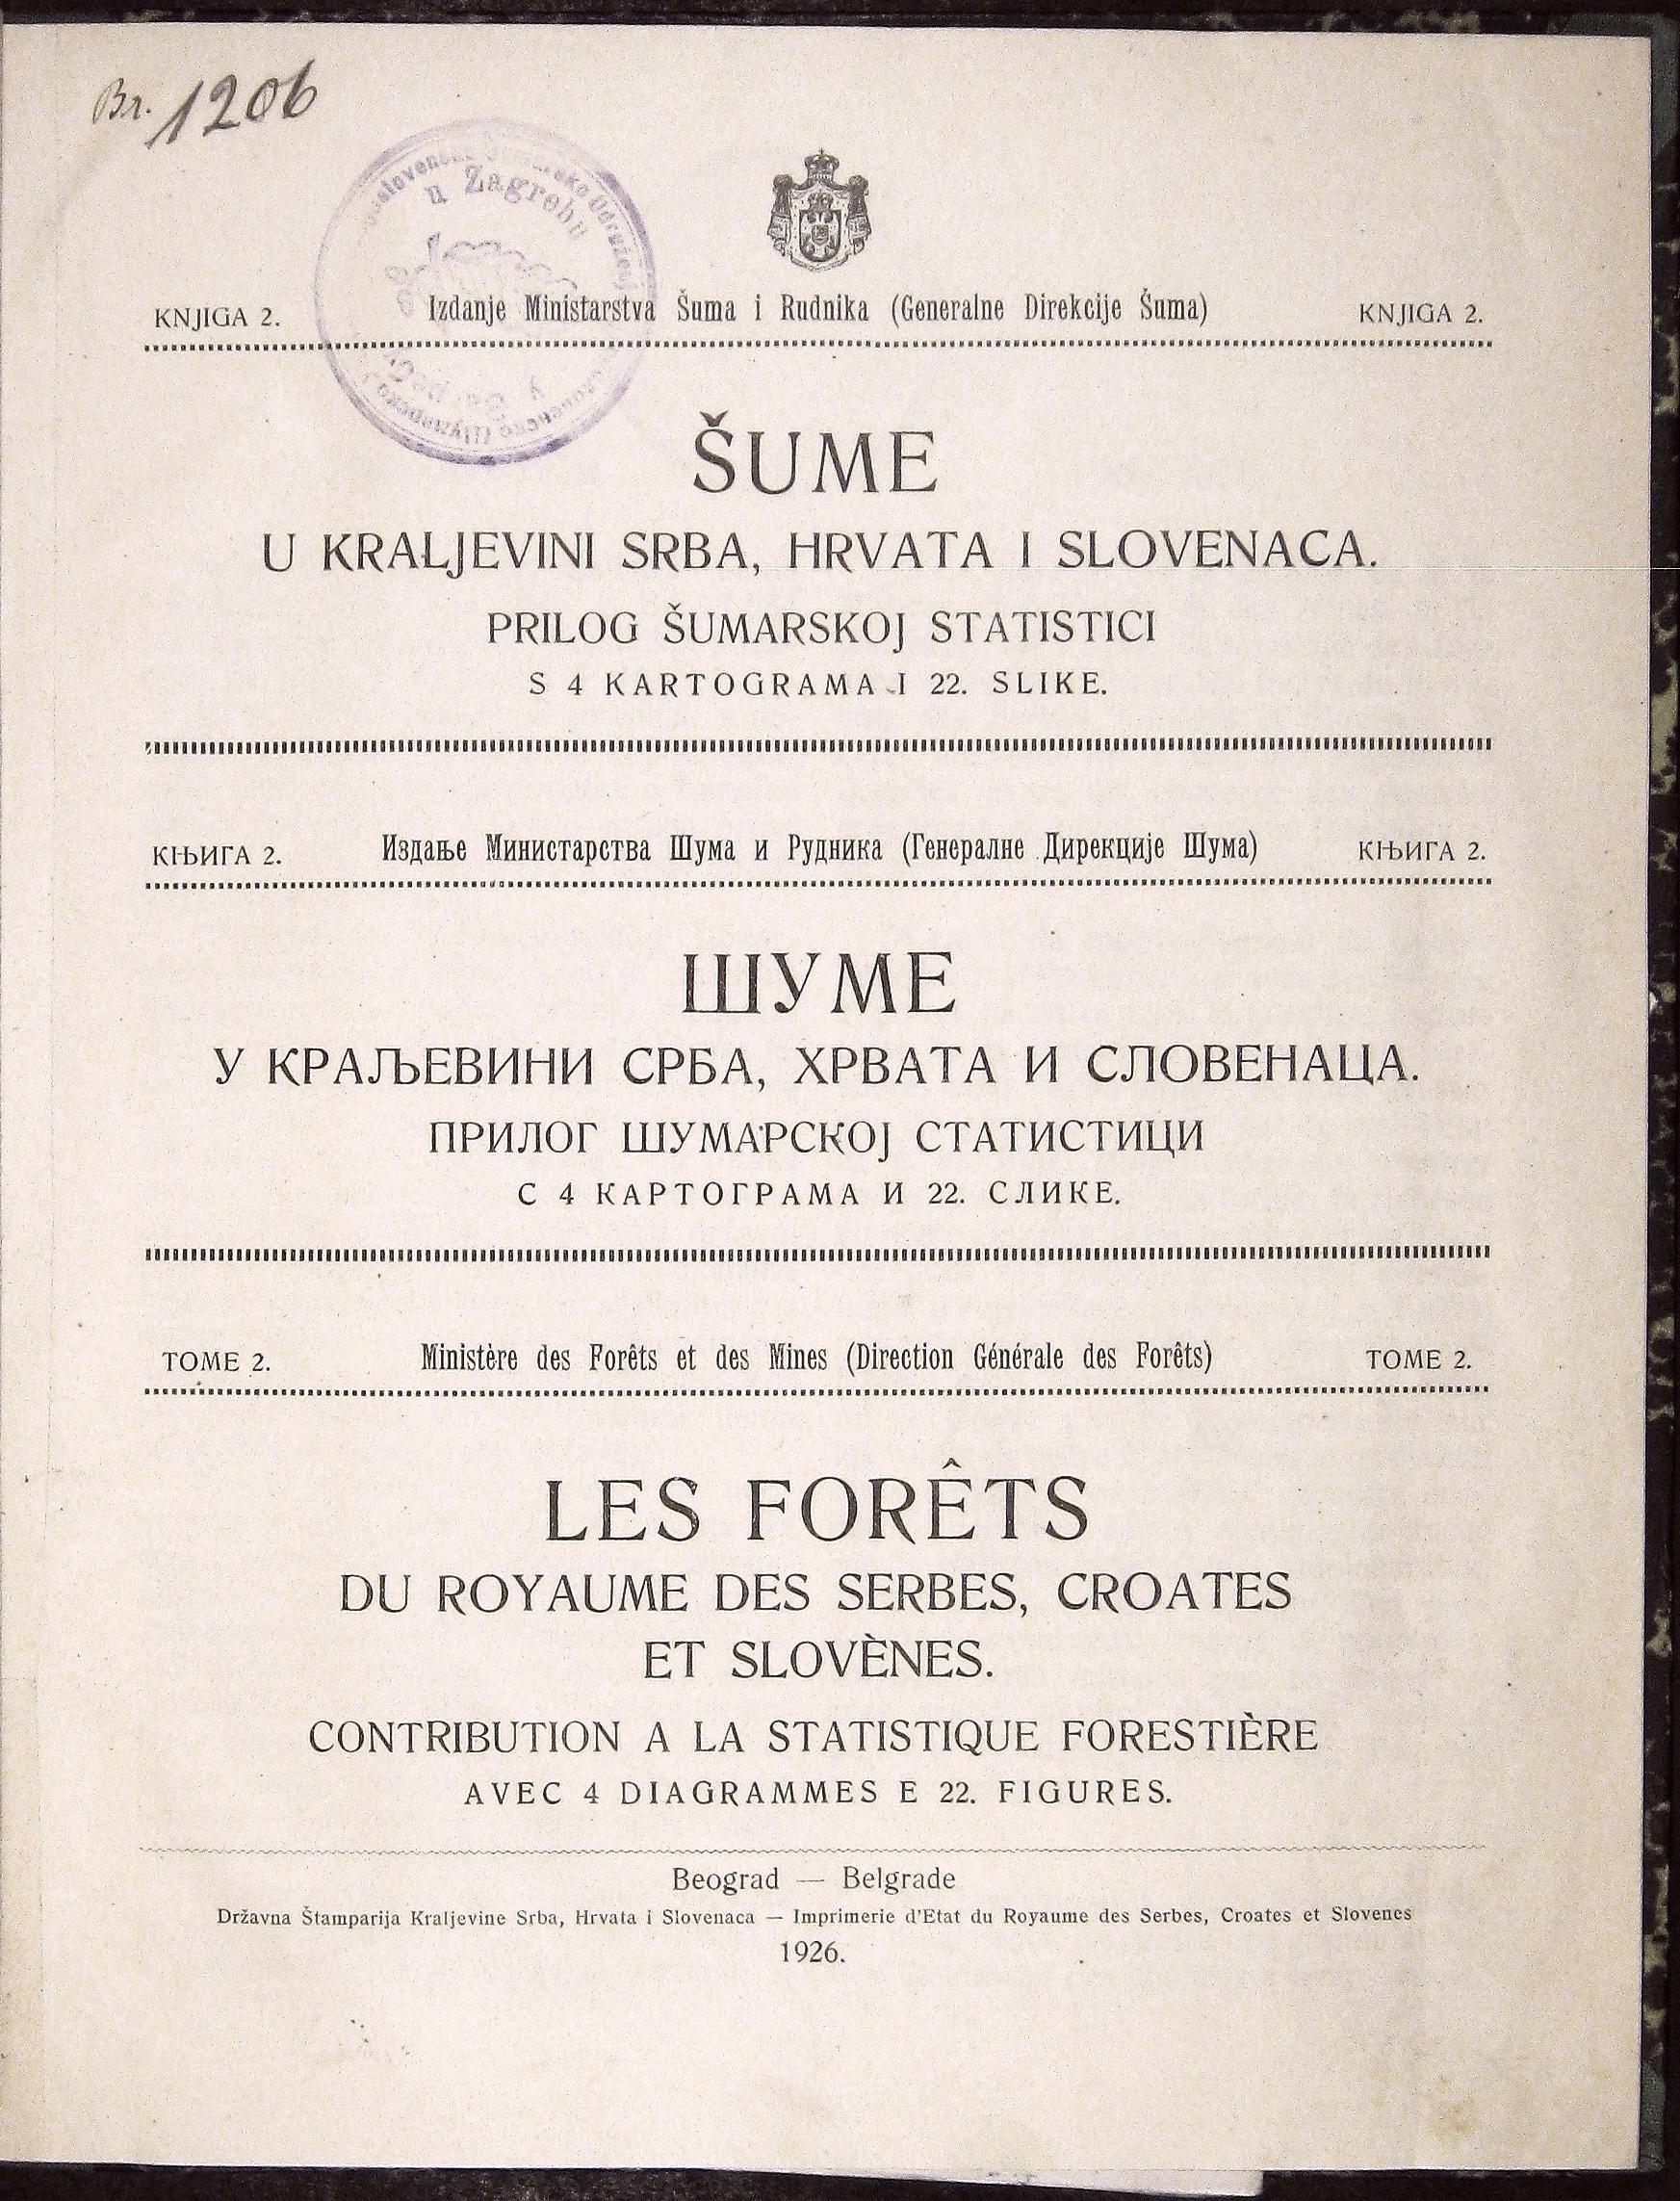 Br. 1206
u Zagrebu
KNJIGA 2. Izdanje Ministarstva Šuma i Rudnika (Generalne Direkcije Šuma) KNJIGA 2.
ŠUME
U KRALJEVINI SRBA, HRVATA I SLOVENACA.
PRILOG ŠUMARSKOJ STATISTICI
S 4 KARTOGRAMA I 22. SLIKE.
КЊИГА 2. Издање Министарства Шума и Рудника (Генералне Дирекције Шума) КЊИГА 2.
ШУМЕ
У КРАЉЕВИНИ СРБА, ХРВАТА И СЛОВЕНАЦА.
ПРИЛОГ ШУМАРСКОЈ СТАТИСТИЦИ
С 4 КАРТОГРАМА И 22. СЛИКЕ.
TOME 2. Ministère des Forêts et des Mines (Direction Générale des Forêts) TOME 2.
LES FORÊTS
DU ROYAUME DES SERBES, CROATES
ET SLOVÈNES.
CONTRIBUTION A LA STATISTIQUE FORESTIÈRE
AVEC 4 DIAGRAMMES E 22. FIGURES.
Beograd — Belgrade
Državna Štamparija Kraljevine Srba, Hrvata i Slovenaca — Imprimerie d'Etat du Royaume des Serbes, Croates et Slovenes
1926.